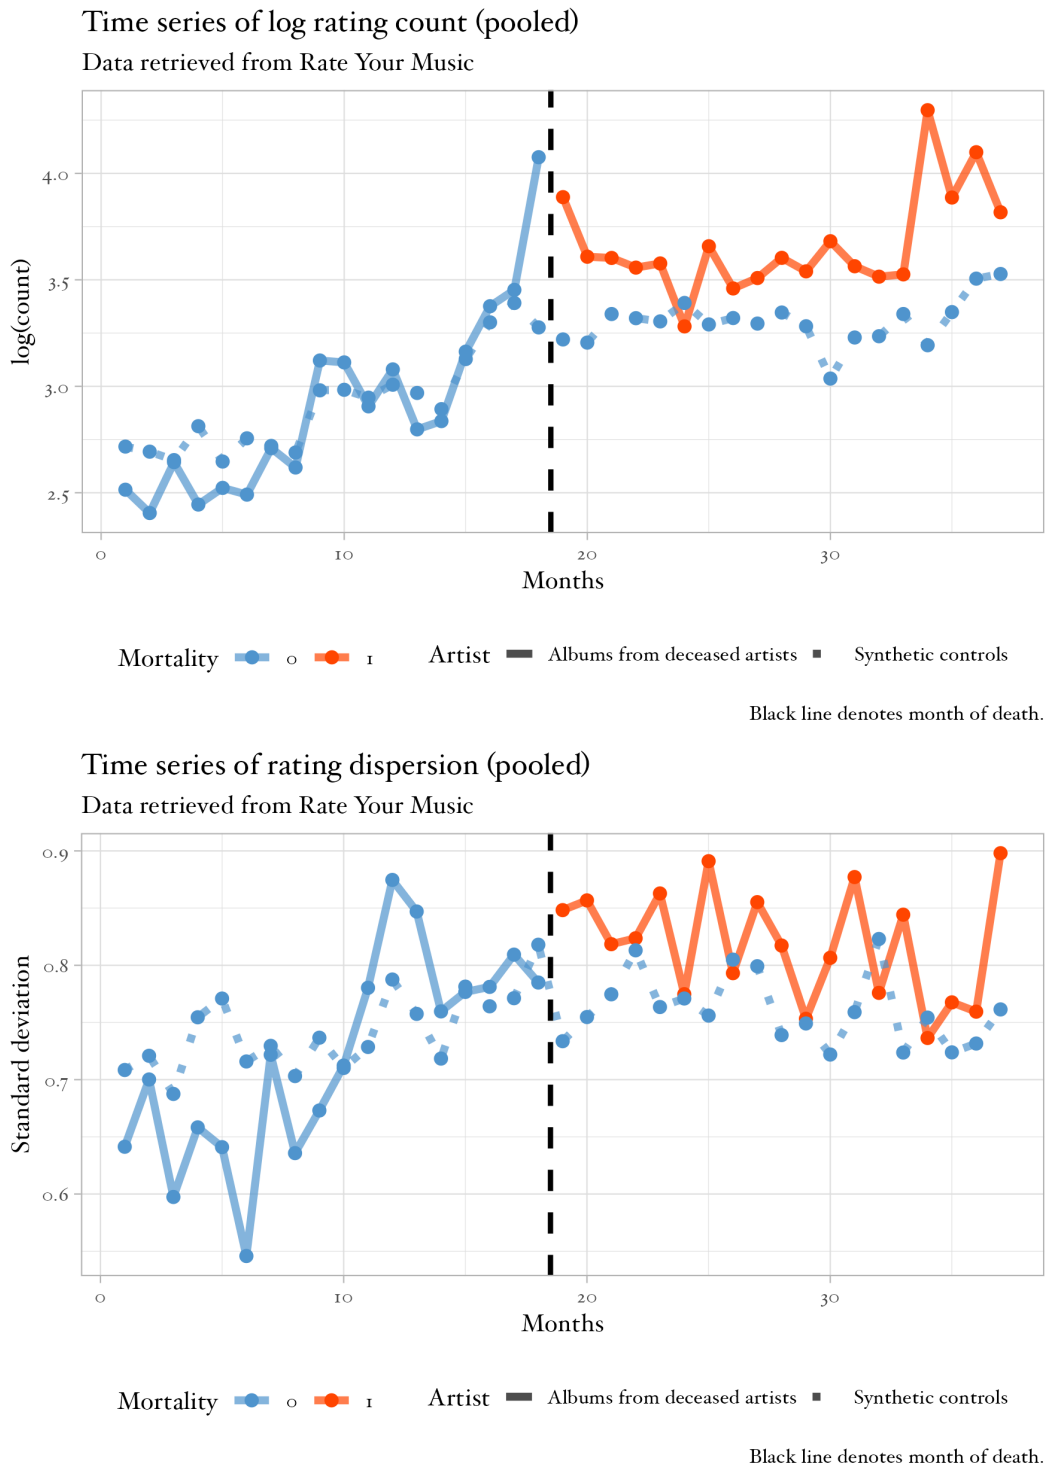 Time series of log rating count (pooled)
Data retrieved from Rate Your Music
log(count)
4.0
3.5
3.0
2.5
0 10 20 30
Months
Mortality 0 1 Artist Albums from deceased artists Synthetic controls
Black line denotes month of death.
Time series of rating dispersion (pooled)
Data retrieved from Rate Your Music
Standard deviation
0.9
0.8
0.7
0.6
0 10 20 30
Months
Mortality 0 1 Artist Albums from deceased artists Synthetic controls
Black line denotes month of death.